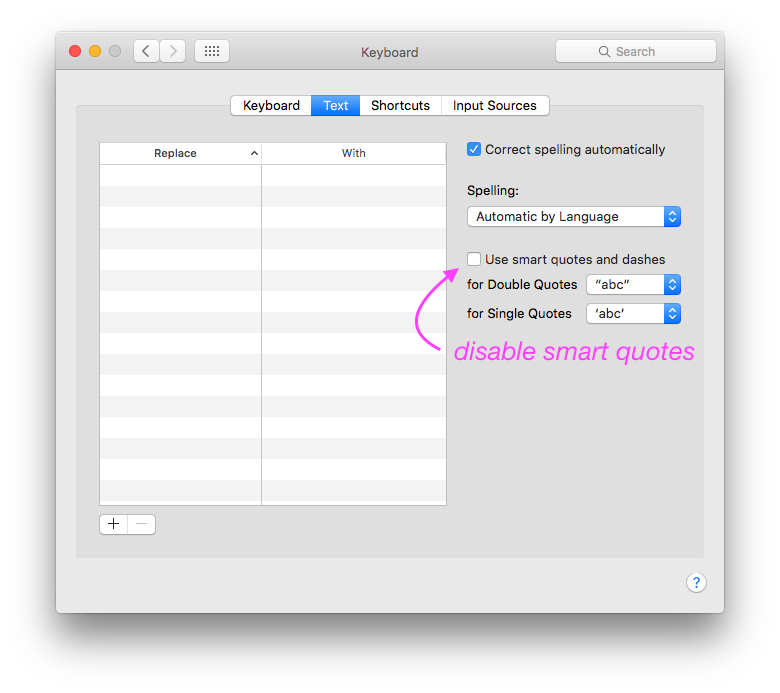 Keyboard
Search
Keyboard Text Shortcuts Input Sources
Replace With
Correct spelling automatically
Spelling:
Automatic by Language
Use smart quotes and dashes
for Double Quotes “abc”
for Single Quotes ‘abc’
disable smart quotes
+ −
?